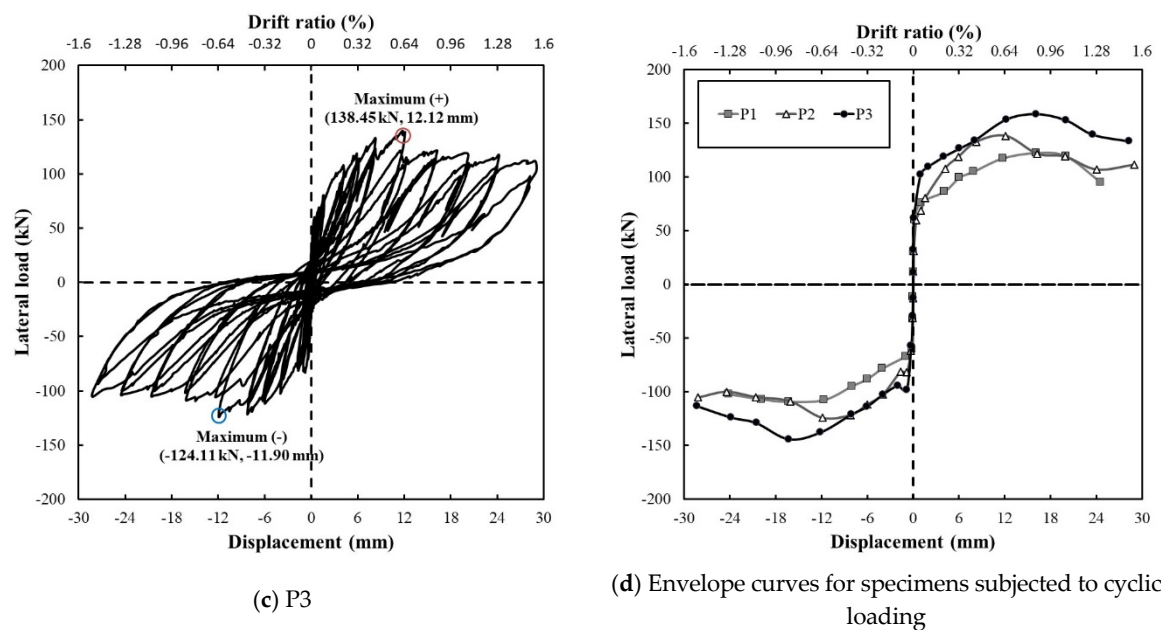 Drift ratio (%)
-1.6 -1.28 -0.96 -0.64 -0.32 0 0.32 0.64 0.96 1.28 1.6
200
150
100
50
0
-50
-100
-150
-200
Lateral load (kN)
Maximum (+)
(138.45 kN, 12.12 mm)
Maximum (-)
(-124.11 kN, -11.90 mm)
-30 -24 -18 -12 -6 0 6 12 18 24 30
Displacement (mm)
(c) P3
Drift ratio (%)
-1.6 -1.28 -0.96 -0.64 -0.32 0 0.32 0.64 0.96 1.28 1.6
200
150
100
50
0
-50
-100
-150
-200
Lateral load (kN)
P1 P2 P3
-30 -24 -18 -12 -6 0 6 12 18 24 30
Displacement (mm)
(d) Envelope curves for specimens subjected to cyclic
loading